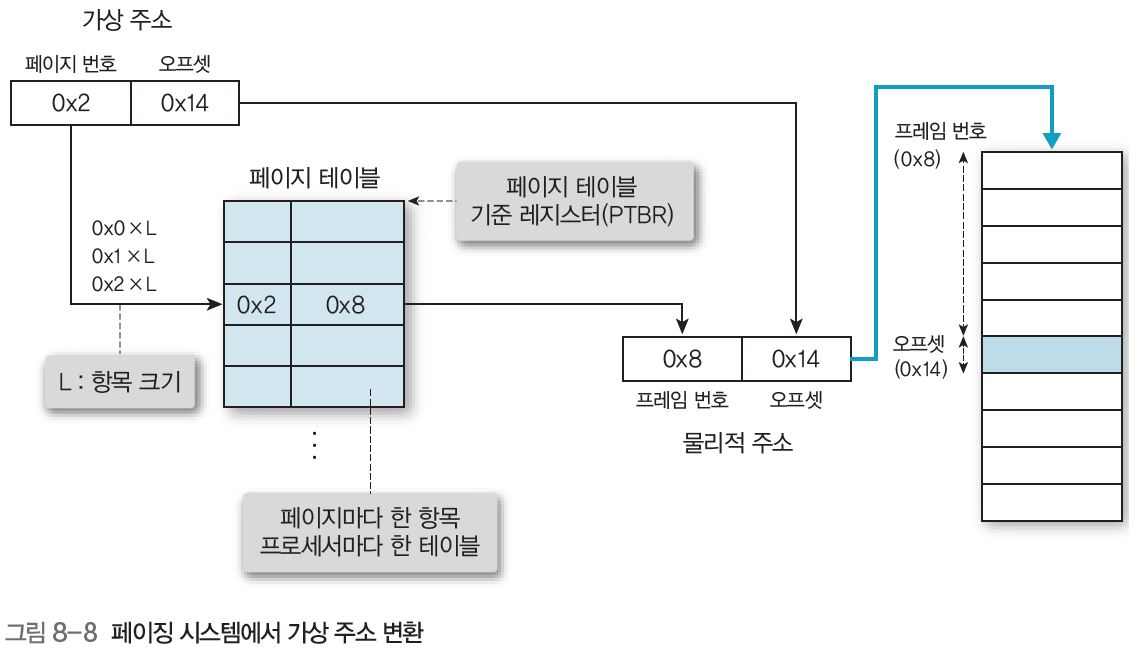 가상 주소
페이지 번호 오프셋
0x2 0x14
페이지 테이블
페이지 테이블
기준 레지스터(PTBR)
0x0×L
0x1×L
0x2×L
0x2 0x8
L : 항목 크기
페이지마다 한 항목
프로세서마다 한 테이블
0x8 0x14
프레임 번호 오프셋
물리적 주소
프레임 번호
(0x8)
오프셋
(0x14)
그림 8-8 페이징 시스템에서 가상 주소 변환